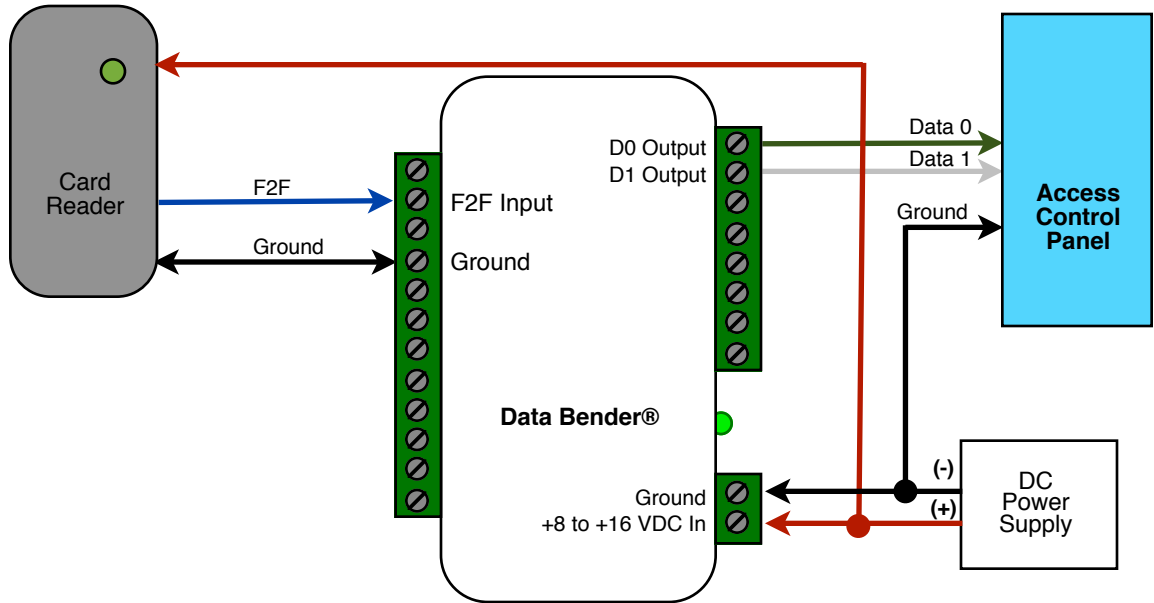 Card
Reader
F2F
Ground
F2F Input
Ground
D0 Output
D1 Output
Data 0
Data 1
Ground
Access
Control
Panel
Data Bender®
Ground
+8 to +16 VDC In
(-)
(+)
DC
Power
Supply